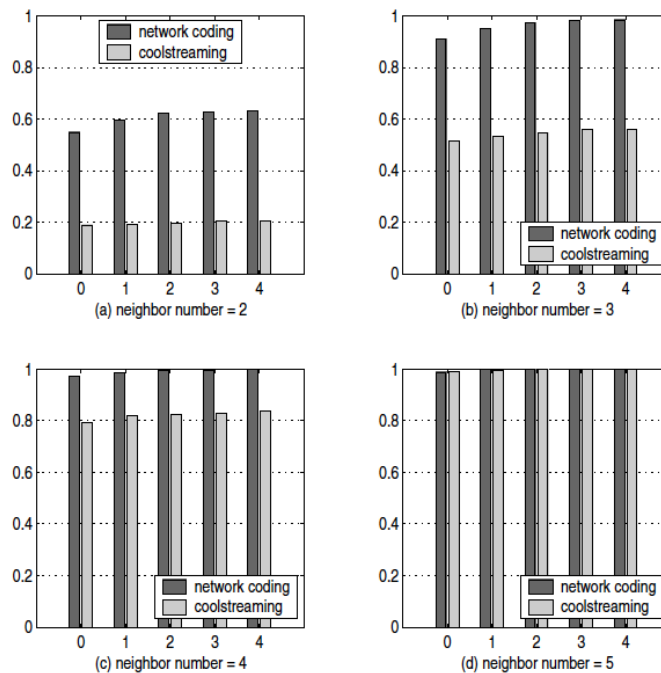 1
0.8
0.6
0.4
0.2
0
network coding
coolstreaming
0 1 2 3 4
(a) neighbor number = 2
1
0.8
0.6
0.4
0.2
0
network coding
coolstreaming
0 1 2 3 4
(b) neighbor number = 3
1
0.8
0.6
0.4
0.2
0
network coding
coolstreaming
0 1 2 3 4
(c) neighbor number = 4
1
0.8
0.6
0.4
0.2
0
network coding
coolstreaming
0 1 2 3 4
(d) neighbor number = 5